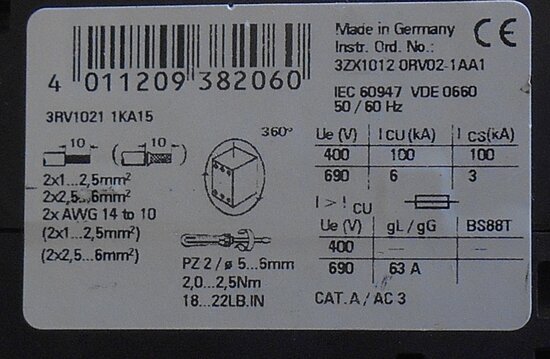 Made in Germany
Instr. Ord. No.:
3ZX1012 0RV02-1AA1
CE
4 011209 382060
IEC 60947 VDE 0660
50 / 60 Hz
3RV1021 1KA15
10 ( 10 )
360°
Ue (V) ICU (kA) ICS(kA)
400 100 100
690 6 3
2x1...2,5mm²
2x2,5...6mm²
2x AWG 14 to 10
(2x1...2,5mm²)
(2x2,5...6mm²)
I > ICU
Ue (V) gL / gG BS88T
400 — —
690 63 A
PZ 2 / ø 5...6mm
2,0...2,5Nm
18...22LB.IN
CAT. A / AC 3